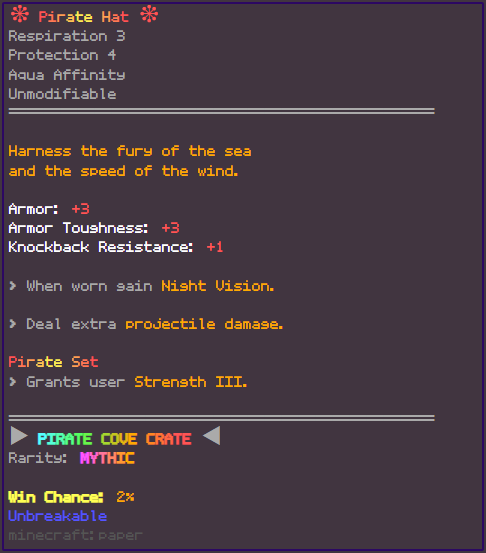 ❉ Pirate Hat ❉
Respiration 3
Protection 4
Aqua Affinity
Unmodifiable
Harness the fury of the sea
and the speed of the wind.
Armor: +3
Armor Toughness: +3
Knockback Resistance: +1
> When worn gain Night Vision.
> Deal extra projectile damage.
Pirate Set
> Grants user Strength III.
▶ PIRATE COVE CRATE ◀
Rarity: MYTHIC
Win Chance: 2%
Unbreakable
minecraft:paper